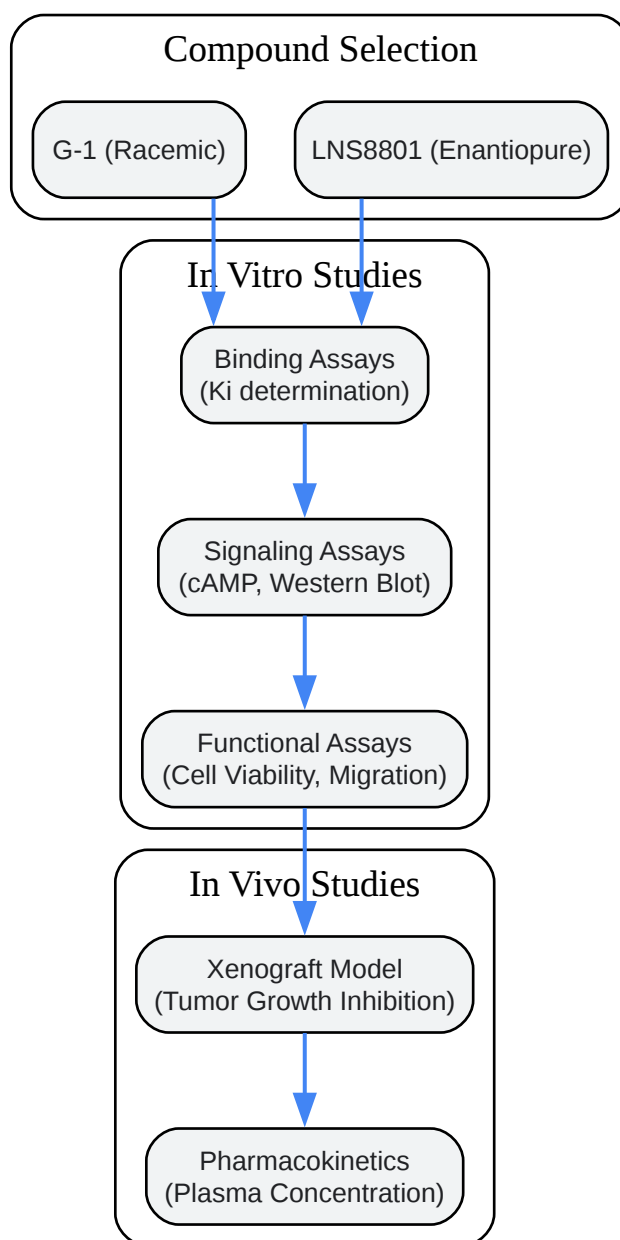 Compound Selection
G-1 (Racemic)
LNS8801 (Enantiopure)
In Vitro Studies
Binding Assays
(Ki determination)
Signaling Assays
(cAMP, Western Blot)
Functional Assays
(Cell Viability, Migration)
In Vivo Studies
Xenograft Model
(Tumor Growth Inhibition)
Pharmacokinetics
(Plasma Concentration)